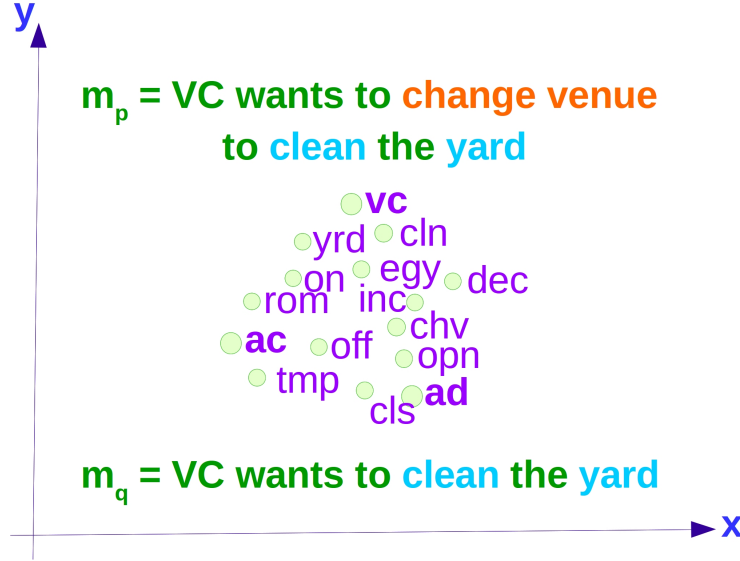 y
mp = VC wants to change venue
to clean the yard
vc
yrd cln
on egy dec
rom inc
chv
ac off opn
tmp ad
cls
mq = VC wants to clean the yard
x